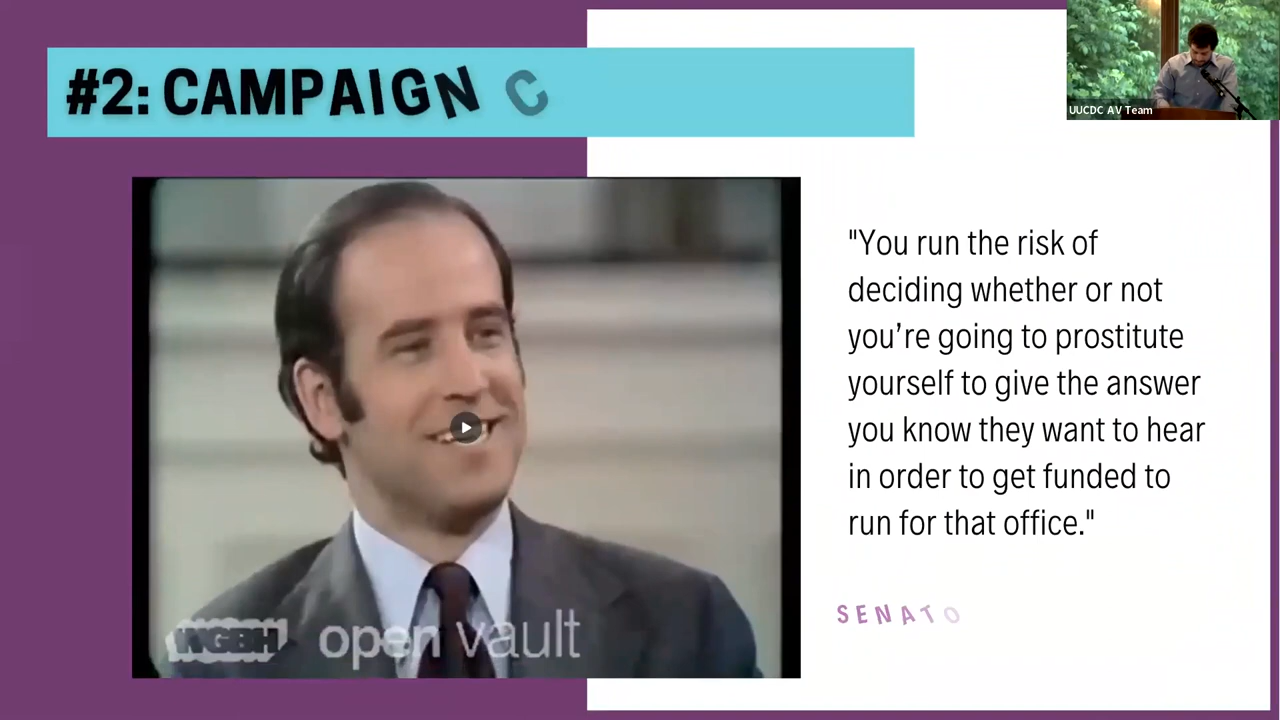 #2: CAMPAIGN C
UUCDC AV Team
"You run the risk of
deciding whether or not
you’re going to prostitute
yourself to give the answer
you know they want to hear
in order to get funded to
run for that office."
SENATO
WGBH open vault